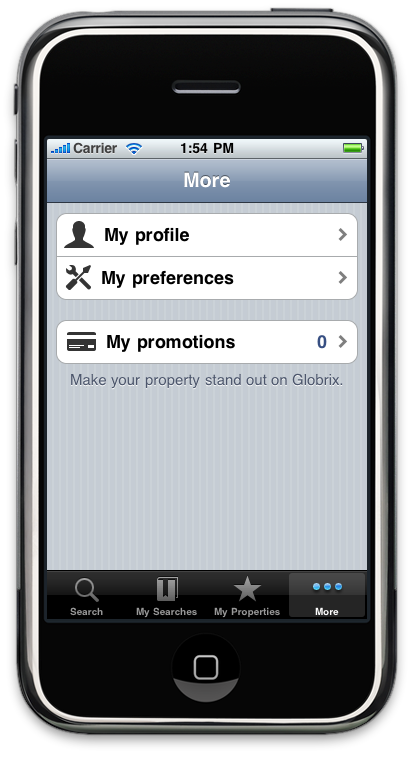 Carrier 1:54 PM
More
My profile
My preferences
My promotions 0
Make your property stand out on Globrix.
Search My Searches My Properties More